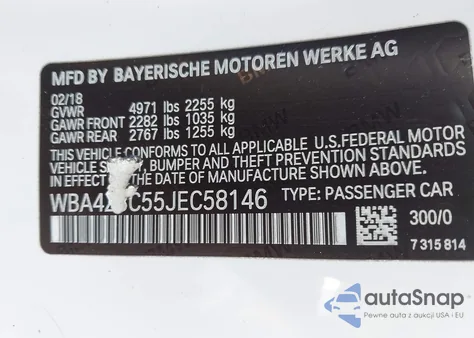 MFD BY BAYERISCHE MOTOREN WERKE AG
02/18
GVWR 4971 lbs 2255 kg
GAWR FRONT 2282 lbs 1035 kg
GAWR REAR 2767 lbs 1255 kg
THIS VEHICLE CONFORMS TO ALL APPLICABLE U.S.FEDERAL MOTOR
VEHICLE BUMPER AND THEFT PREVENTION STANDARDS
IN EFFECT ON THE DATE OF MANUFACTURE SHOWN ABOVE.
TYPE: PASSENGER CAR
300/0
7 315 814
autoSnap
Pewne auta z aukcji USA i EU